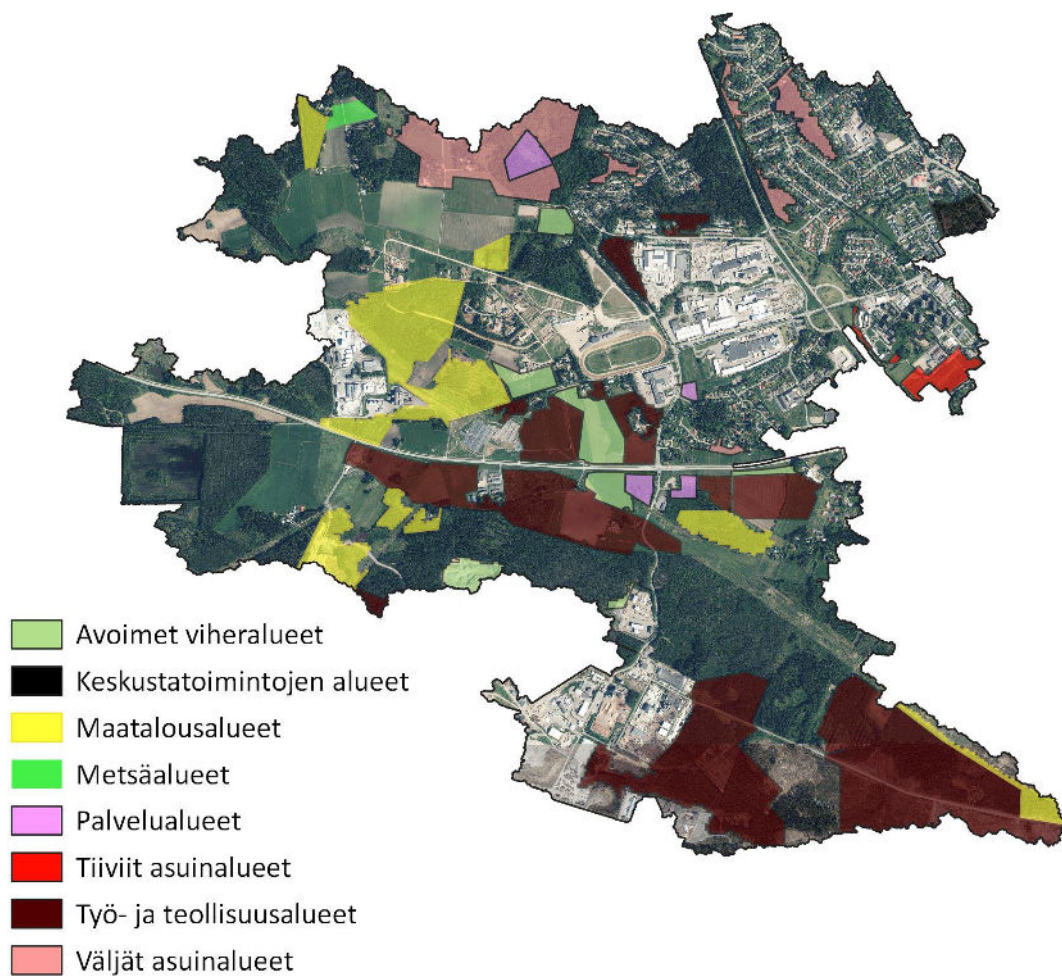 Avoimet viheralueet
Keskustatoimintojen alueet
Maatalousalueet
Metsäalueet
Palvelualueet
Tiiviit asuinalueet
Työ- ja teollisuusalueet
Väljät asuinalueet